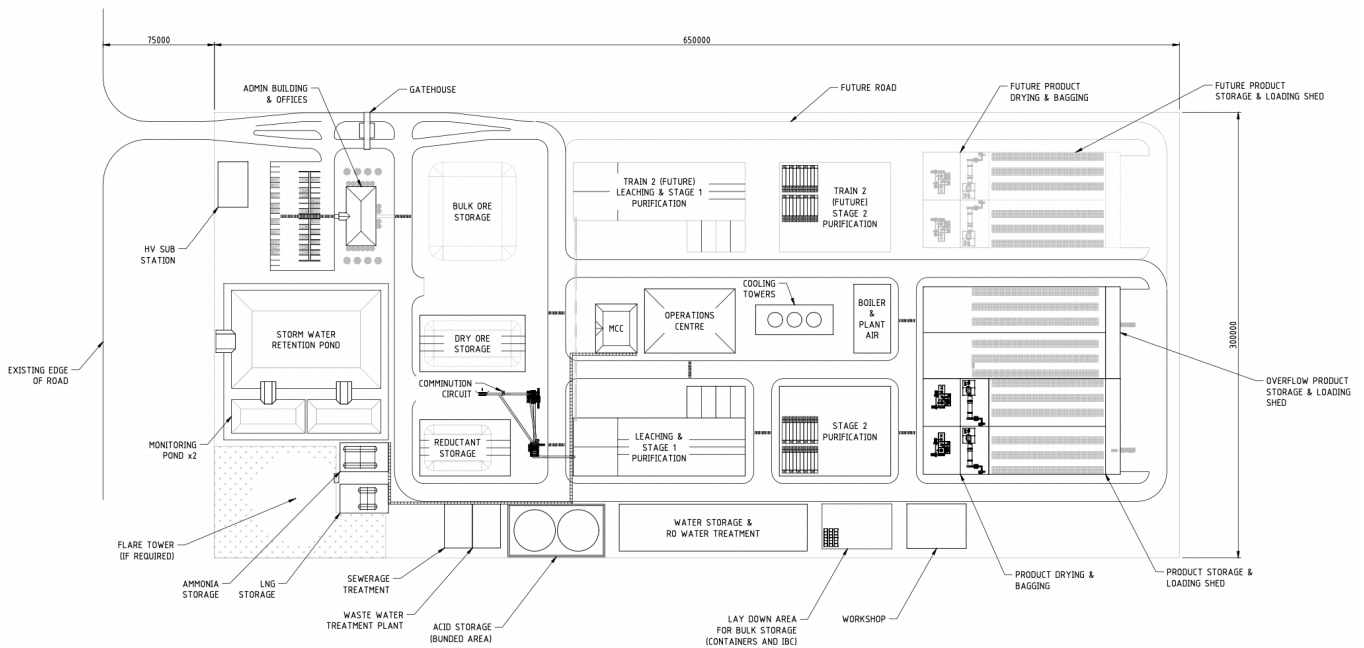 75000
650000
ADMIN BUILDING
& OFFICES
GATEHOUSE
FUTURE ROAD
FUTURE PRODUCT
DRYING & BAGGING
FUTURE PRODUCT
STORAGE & LOADING SHED
HV SUB
STATION
BULK ORE
STORAGE
TRAIN 2 (FUTURE)
LEACHING & STAGE 1
PURIFICATION
TRAIN 2
(FUTURE)
STAGE 2
PURIFICATION
300000
STORM WATER
RETENTION POND
DRY ORE
STORAGE
MCC
OPERATIONS
CENTRE
COOLING
TOWERS
BOILER
&
PLANT
AIR
EXISTING EDGE
OF ROAD
COMMINUTION
CIRCUIT
OVERFLOW PRODUCT
STORAGE & LOADING
SHED
MONITORING
POND x2
REDUCTANT
STORAGE
LEACHING &
STAGE 1
PURIFICATION
STAGE 2
PURIFICATION
FLARE TOWER
(IF REQUIRED)
WATER STORAGE &
RO WATER TREATMENT
AMMONIA
STORAGE
LNG
STORAGE
SEWERAGE
TREATMENT
WASTE WATER
TREATMENT PLANT
ACID STORAGE
(BUNDED AREA)
LAY DOWN AREA
FOR BULK STORAGE
(CONTAINERS AND IBC)
WORKSHOP
PRODUCT DRYING &
BAGGING
PRODUCT STORAGE &
LOADING SHED